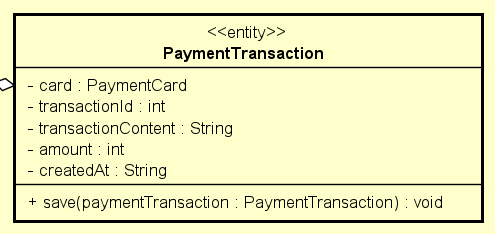 <<entity>>
PaymentTransaction
- card : PaymentCard
- transactionId : int
- transactionContent : String
- amount : int
- createdAt : String
+ save(paymentTransaction : PaymentTransaction) : void